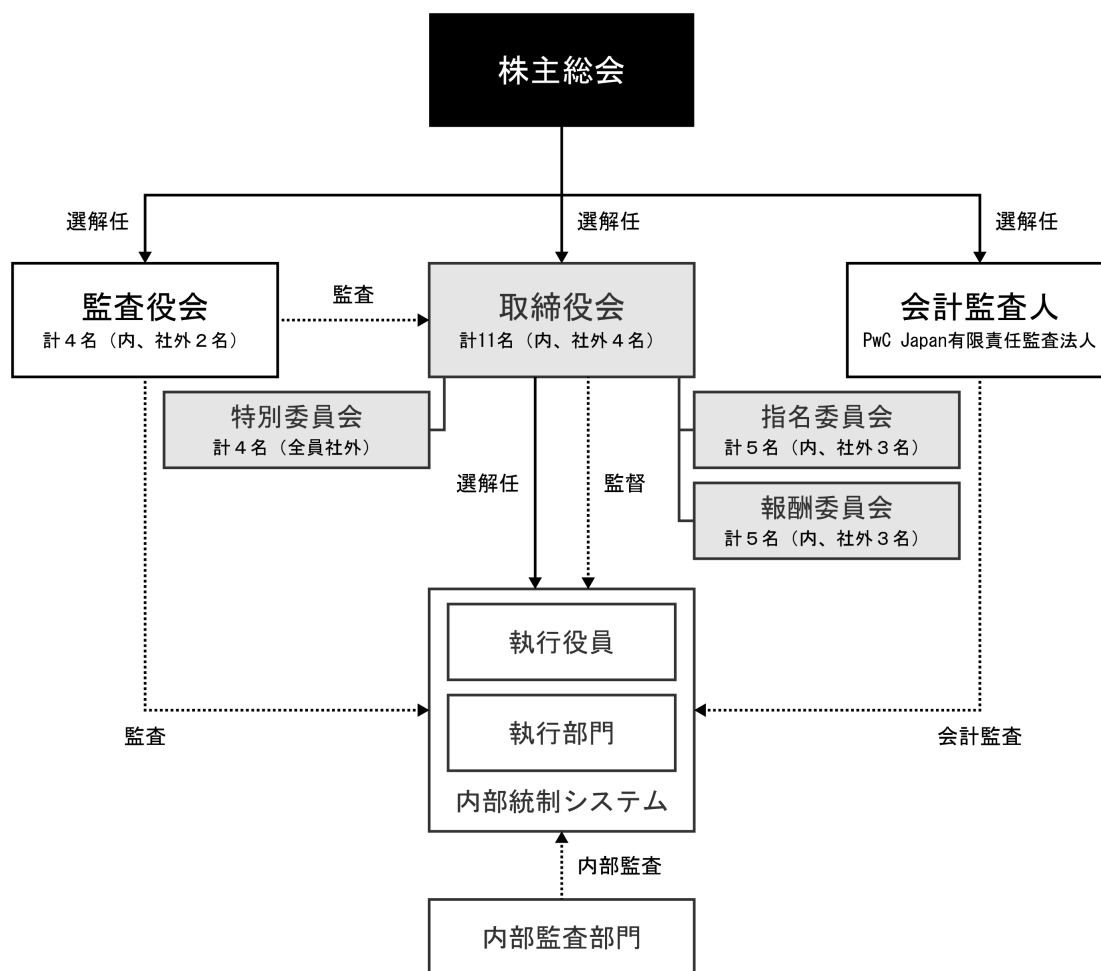 株主総会
選解任
選解任
選解任
監査役会
計４名（内、社外２名）
監査
取締役会
計11名（内、社外４名）
会計監査人
PwC Japan有限責任監査法人
特別委員会
計４名（全員社外）
指名委員会
計５名（内、社外３名）
選解任
監督
報酬委員会
計５名（内、社外３名）
執行役員
監査
執行部門
会計監査
内部統制システム
内部監査
内部監査部門